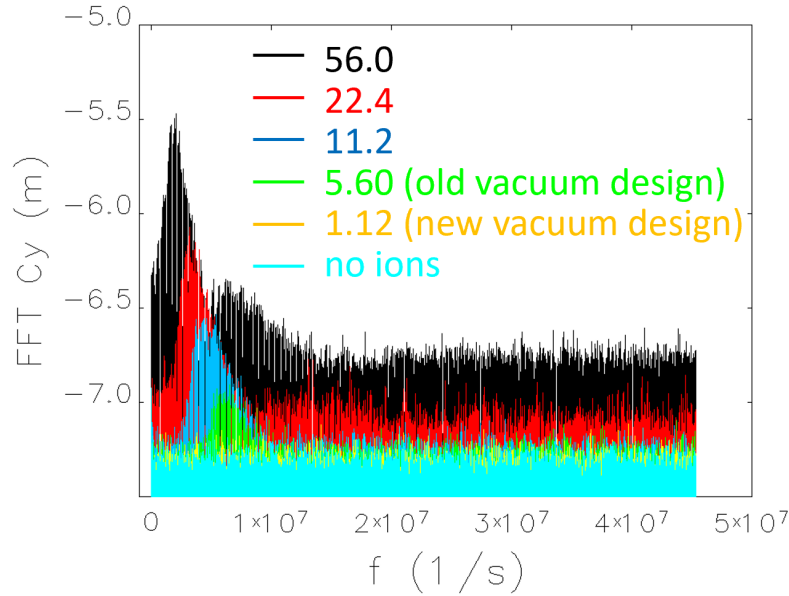 −5.0
−5.5
−6.0
−6.5
−7.0
FFT Cy (m)
56.0
22.4
11.2
5.60 (old vacuum design)
1.12 (new vacuum design)
no ions
0
1×10⁷
2×10⁷
3×10⁷
4×10⁷
5×10⁷
f (1/s)